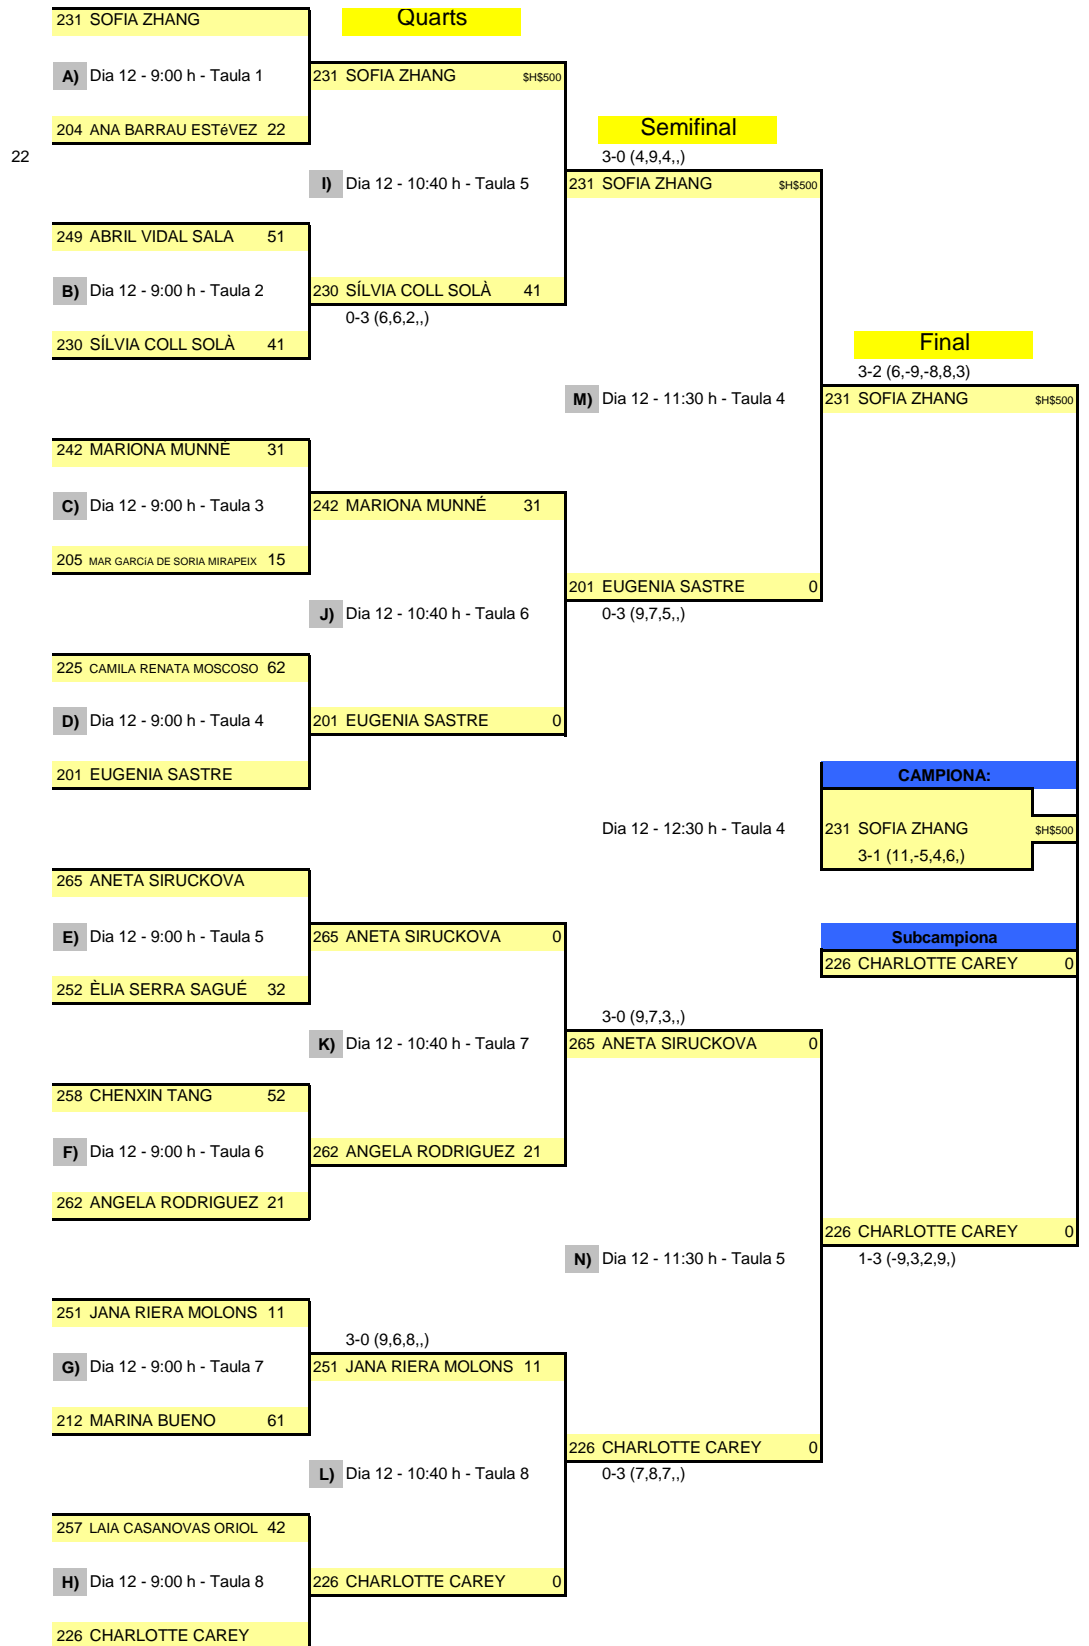 231 SOFIA ZHANG
Quarts
A) Dia 12 - 9:00 h - Taula 1
231 SOFIA ZHANG $H$500
204 ANA BARRAU ESTéVEZ 22
Semifinal
22
3-0 (4,9,4,,)
I) Dia 12 - 10:40 h - Taula 5
231 SOFIA ZHANG $H$500
249 ABRIL VIDAL SALA 51
B) Dia 12 - 9:00 h - Taula 2
230 SÍLVIA COLL SOLÀ 41
0-3 (6,6,2,,)
230 SÍLVIA COLL SOLÀ 41
Final
3-2 (6,-9,-8,8,3)
M) Dia 12 - 11:30 h - Taula 4
231 SOFIA ZHANG $H$500
242 MARIONA MUNNÉ 31
C) Dia 12 - 9:00 h - Taula 3
242 MARIONA MUNNÉ 31
205 MAR GARCíA DE SORIA MIRAPEIX 15
201 EUGENIA SASTRE 0
J) Dia 12 - 10:40 h - Taula 6
0-3 (9,7,5,,)
225 CAMILA RENATA MOSCOSO 62
D) Dia 12 - 9:00 h - Taula 4
201 EUGENIA SASTRE 0
201 EUGENIA SASTRE
CAMPIONA:
Dia 12 - 12:30 h - Taula 4
231 SOFIA ZHANG $H$500
3-1 (11,-5,4,6,)
265 ANETA SIRUCKOVA
E) Dia 12 - 9:00 h - Taula 5
265 ANETA SIRUCKOVA 0
Subcampiona
226 CHARLOTTE CAREY 0
252 ÈLIA SERRA SAGUÉ 32
3-0 (9,7,3,,)
K) Dia 12 - 10:40 h - Taula 7
265 ANETA SIRUCKOVA 0
258 CHENXIN TANG 52
F) Dia 12 - 9:00 h - Taula 6
262 ANGELA RODRIGUEZ 21
262 ANGELA RODRIGUEZ 21
226 CHARLOTTE CAREY 0
N) Dia 12 - 11:30 h - Taula 5
1-3 (-9,3,2,9,)
251 JANA RIERA MOLONS 11
3-0 (9,6,8,,)
G) Dia 12 - 9:00 h - Taula 7
251 JANA RIERA MOLONS 11
212 MARINA BUENO 61
226 CHARLOTTE CAREY 0
L) Dia 12 - 10:40 h - Taula 8
0-3 (7,8,7,,)
257 LAIA CASANOVAS ORIOL 42
H) Dia 12 - 9:00 h - Taula 8
226 CHARLOTTE CAREY 0
226 CHARLOTTE CAREY